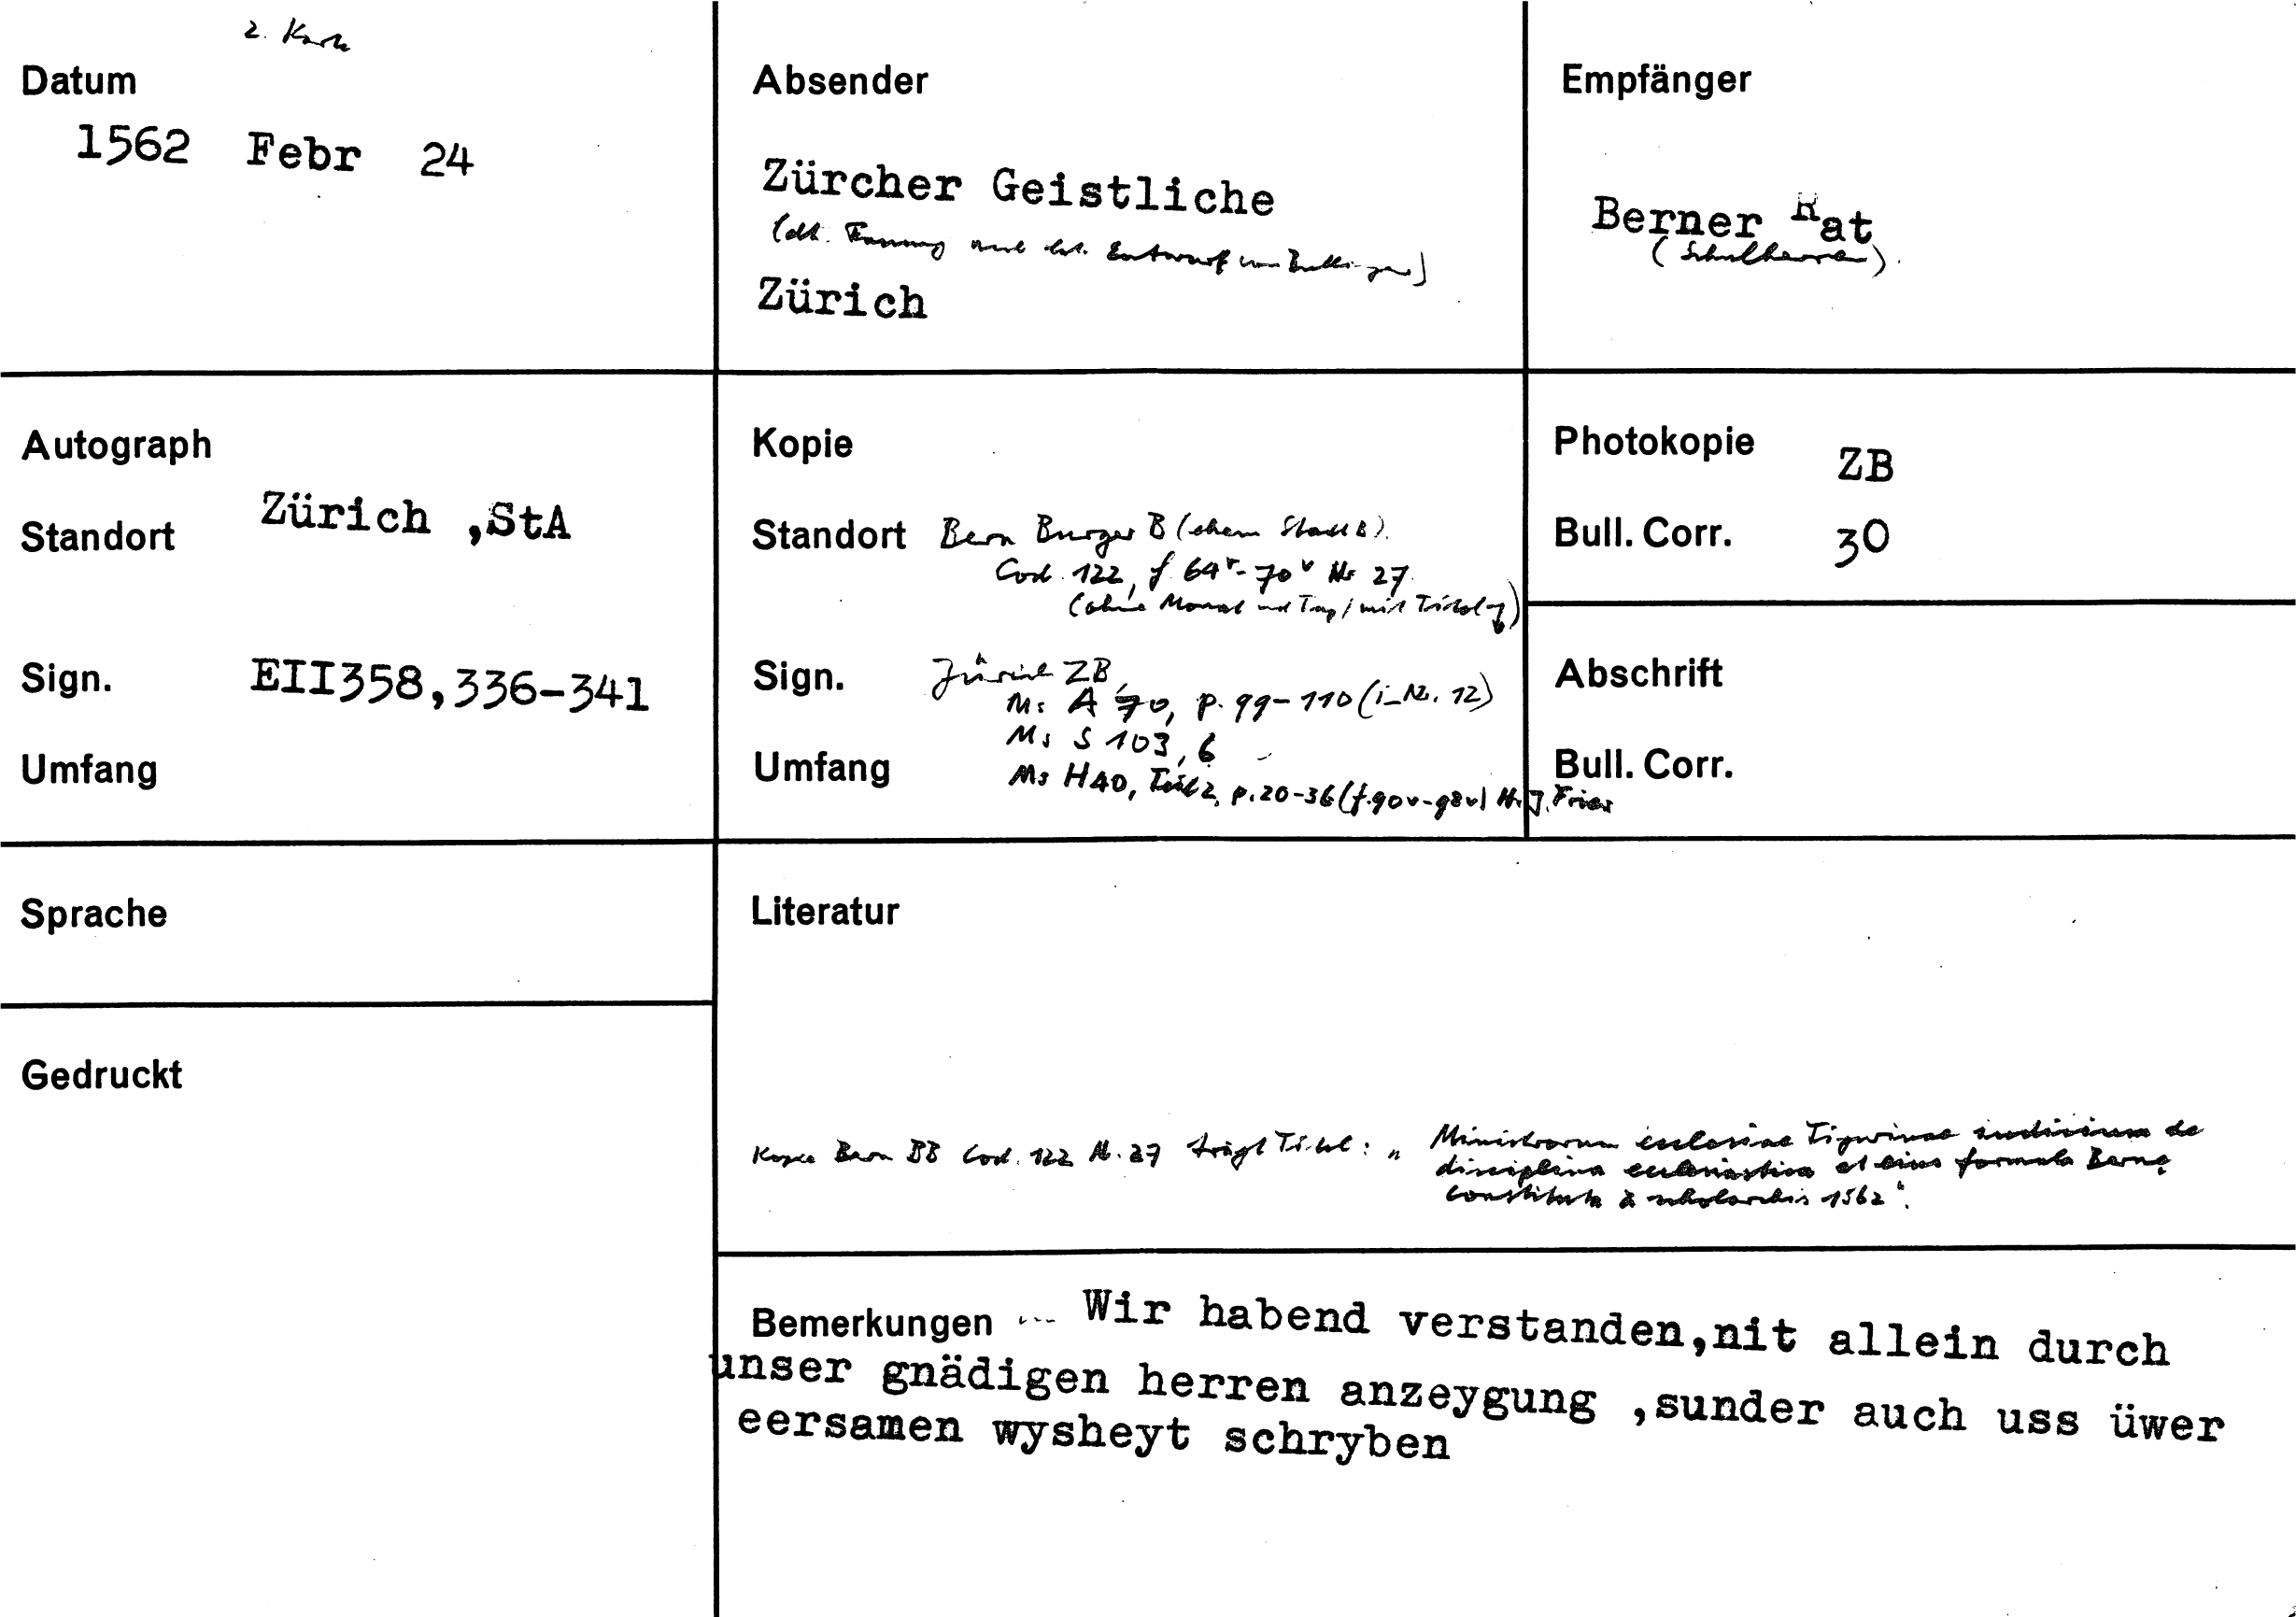 2. Karte
Datum
1562 Febr 24
Absender
Zürcher Geistliche
(dt. Fassung nach lat. Entwurf von Bullinger)
Zürich
Empfänger
Berner Rat
(Schulherren).
Autograph
Standort Zürich ,StA
Sign. EII358,336-341
Umfang
Kopie
Standort Bern Burger B (ehem Stadt B).
Cod. 122, f 64r-70v Nr 27
(ohne Monat und Tag / mit Titel ↓)
Sign. Zürich ZB,
Ms A 70, p. 99-110 (i_Nr. 12)
Ms S 103, 6
Umfang Ms H40, Teil 2, p. 20-36 (f. 90v-98v) J. Fries
Photokopie ZB
Bull. Corr. 30
Abschrift
Bull. Corr.
Sprache
Literatur
Gedruckt
Kopie Bern BB Cod. 122 Nr. 27 trägt Titel: „Ministrorum ecclesiae Tigurinae iudicium de
disciplina ecclesiastica et eius formula Bernę
constituta à scholarchis 1562".
Bemerkungen ... Wir habend verstanden,nit allein durch
unser gnädigen herren anzeygung ,sunder auch uss üwer
eersamen wysheyt schryben